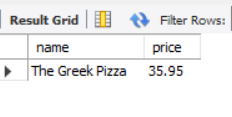 Result Grid Filter Rows:
name price
The Greek Pizza 35.95